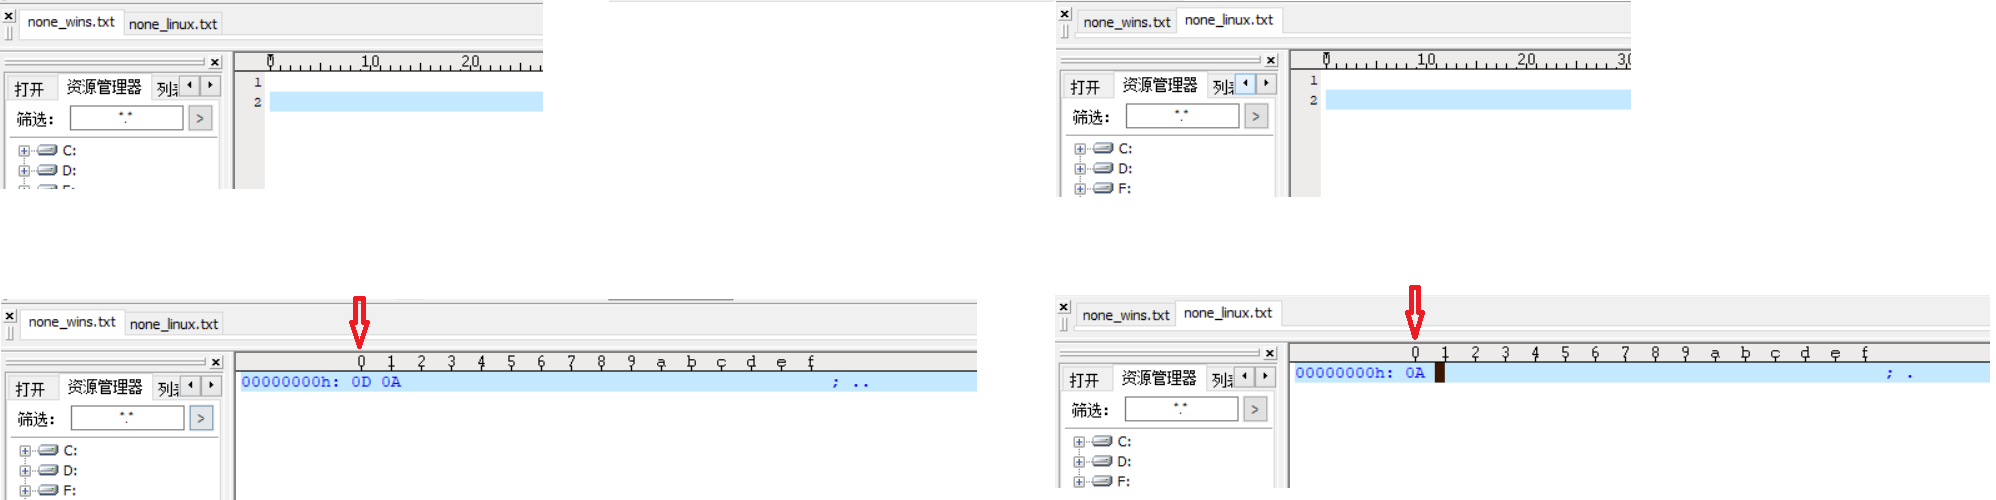 none_wins.txt none_linux.txt
0 10 20
打开 资源管理器 列
1
2
筛选: *.* >
C:
D:
none_wins.txt none_linux.txt
0 10 20 30
打开 资源管理器 列
1
2
筛选: *.* >
C:
D:
F:
none_wins.txt none_linux.txt
0 1 2 3 4 5 6 7 8 9 a b c d e f
打开 资源管理器 列
00000000h: 0D 0A ; ..
筛选: *.* >
C:
D:
F:
none_wins.txt none_linux.txt
0 1 2 3 4 5 6 7 8 9 a b c d e f
打开 资源管理器 列
00000000h: 0A ; .
筛选: *.* >
C:
D:
F: